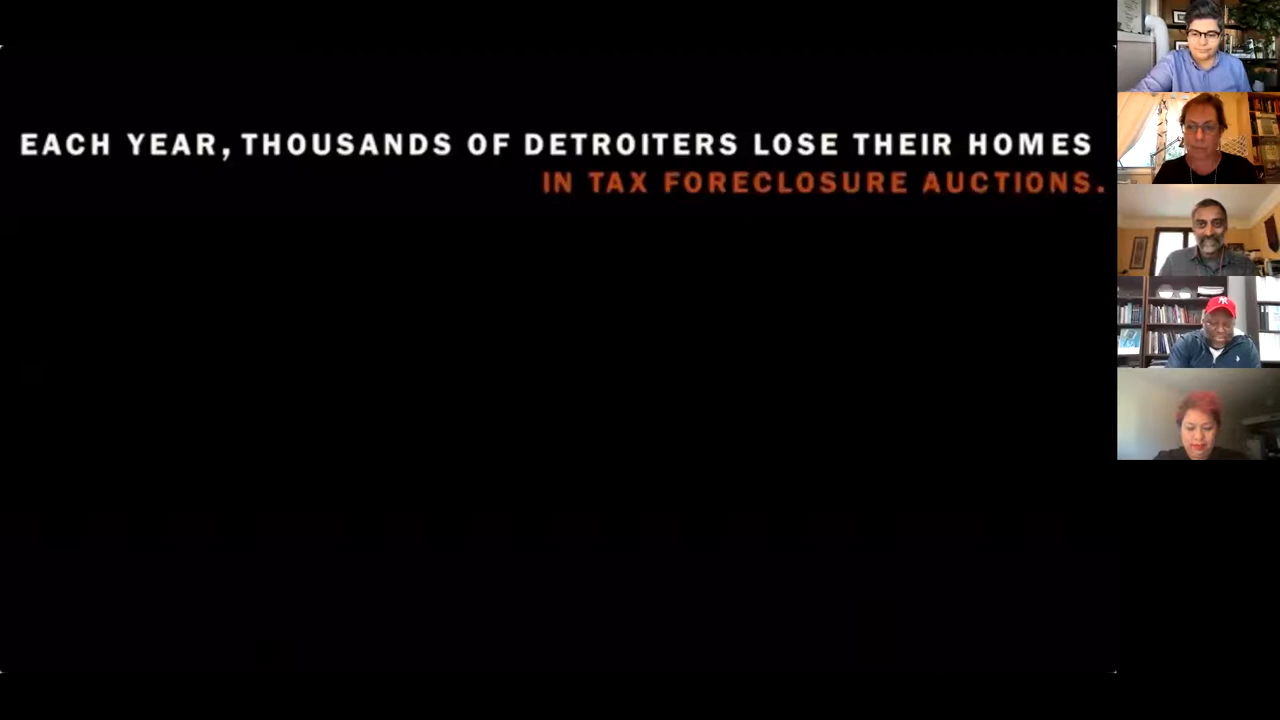 EACH YEAR, THOUSANDS OF DETROITERS LOSE THEIR HOMES
IN TAX FORECLOSURE AUCTIONS.